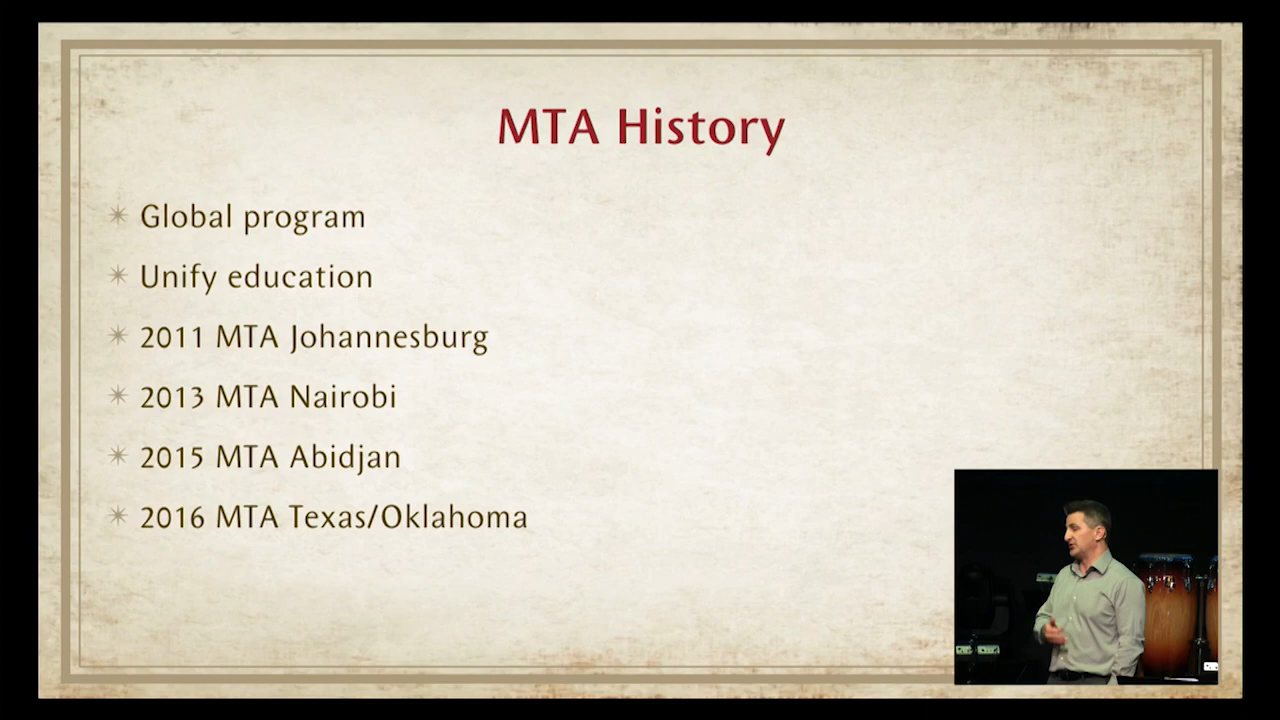 MTA History
Global program
Unify education
2011 MTA Johannesburg
2013 MTA Nairobi
2015 MTA Abidjan
2016 MTA Texas/Oklahoma